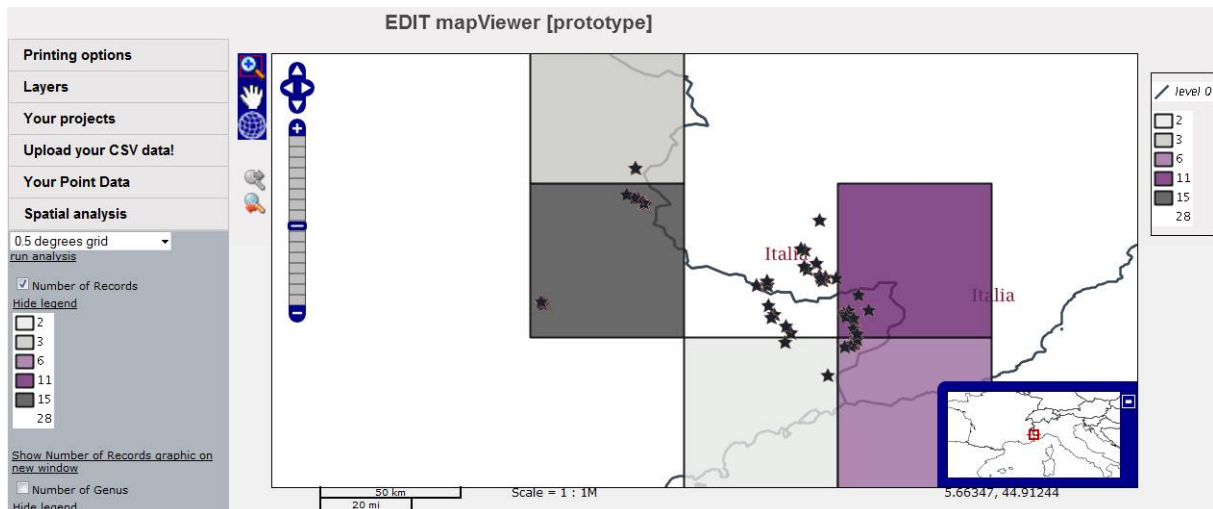 EDIT mapViewer [prototype]
Printing options
Layers
Your projects
Upload your CSV data!
Your Point Data
Spatial analysis
0.5 degrees grid
run analysis
Number of Records
Hide legend
2
3
6
11
15
28
Show Number of Records graphic on
new window
Number of Genus
Hide legend
Italia
Italia
50 km
20 mi
Scale = 1 : 1M
5.66347, 44.91244
level 0
2
3
6
11
15
28